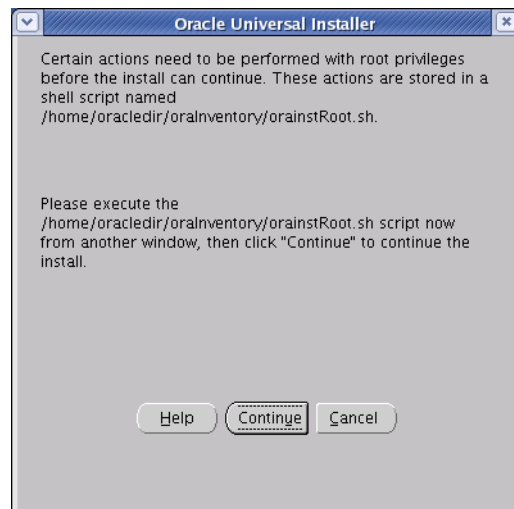 Oracle Universal Installer
Certain actions need to be performed with root privileges
before the install can continue. These actions are stored in a
shell script named
/home/oracledir/oraInventory/orainstRoot.sh.
Please execute the
/home/oracledir/oraInventory/orainstRoot.sh script now
from another window, then click "Continue" to continue the
install.
Help Continue Cancel